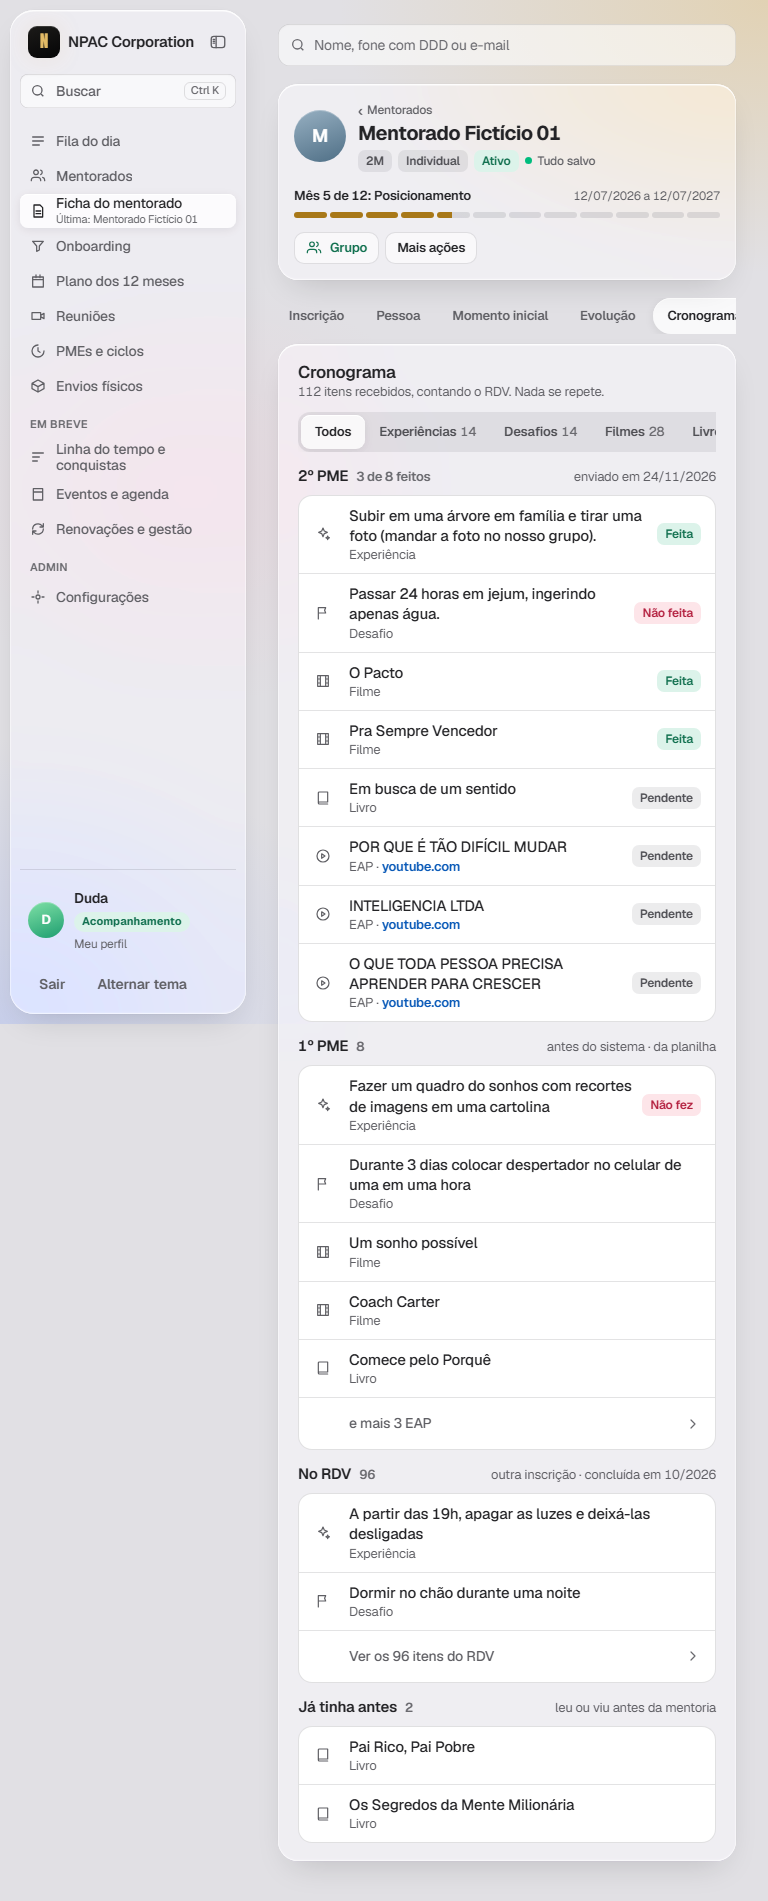 N
NPAC Corporation
Buscar
Ctrl K
Fila do dia
Mentorados
Ficha do mentorado
Última: Mentorado Fictício 01
Onboarding
Plano dos 12 meses
Reuniões
PMEs e ciclos
Envios físicos
EM BREVE
Linha do tempo e
conquistas
Eventos e agenda
Renovações e gestão
ADMIN
Configurações
D
Duda
Acompanhamento
Meu perfil
Sair
Alternar tema
Nome, fone com DDD ou e-mail
M
‹ Mentorados
Mentorado Fictício 01
2M
Individual
Ativo
Tudo salvo
Mês 5 de 12: Posicionamento
12/07/2026 a 12/07/2027
Grupo
Mais ações
Inscrição
Pessoa
Momento inicial
Evolução
Cronograma
Cronograma
112 itens recebidos, contando o RDV. Nada se repete.
Todos
Experiências 14
Desafios 14
Filmes 28
Livr
2º PME 3 de 8 feitos
enviado em 24/11/2026
Subir em uma árvore em família e tirar uma
foto (mandar a foto no nosso grupo).
Experiência
Feita
Passar 24 horas em jejum, ingerindo
apenas água.
Desafio
Não feita
O Pacto
Filme
Feita
Pra Sempre Vencedor
Filme
Feita
Em busca de um sentido
Livro
Pendente
POR QUE É TÃO DIFÍCIL MUDAR
EAP · youtube.com
Pendente
INTELIGENCIA LTDA
EAP · youtube.com
Pendente
O QUE TODA PESSOA PRECISA
APRENDER PARA CRESCER
EAP · youtube.com
Pendente
1º PME 8
antes do sistema · da planilha
Fazer um quadro do sonhos com recortes
de imagens em uma cartolina
Experiência
Não fez
Durante 3 dias colocar despertador no celular de
uma em uma hora
Desafio
Um sonho possível
Filme
Coach Carter
Filme
Comece pelo Porquê
Livro
e mais 3 EAP
No RDV 96
outra inscrição · concluída em 10/2026
A partir das 19h, apagar as luzes e deixá-las
desligadas
Experiência
Dormir no chão durante uma noite
Desafio
Ver os 96 itens do RDV
Já tinha antes 2
leu ou viu antes da mentoria
Pai Rico, Pai Pobre
Livro
Os Segredos da Mente Milionária
Livro